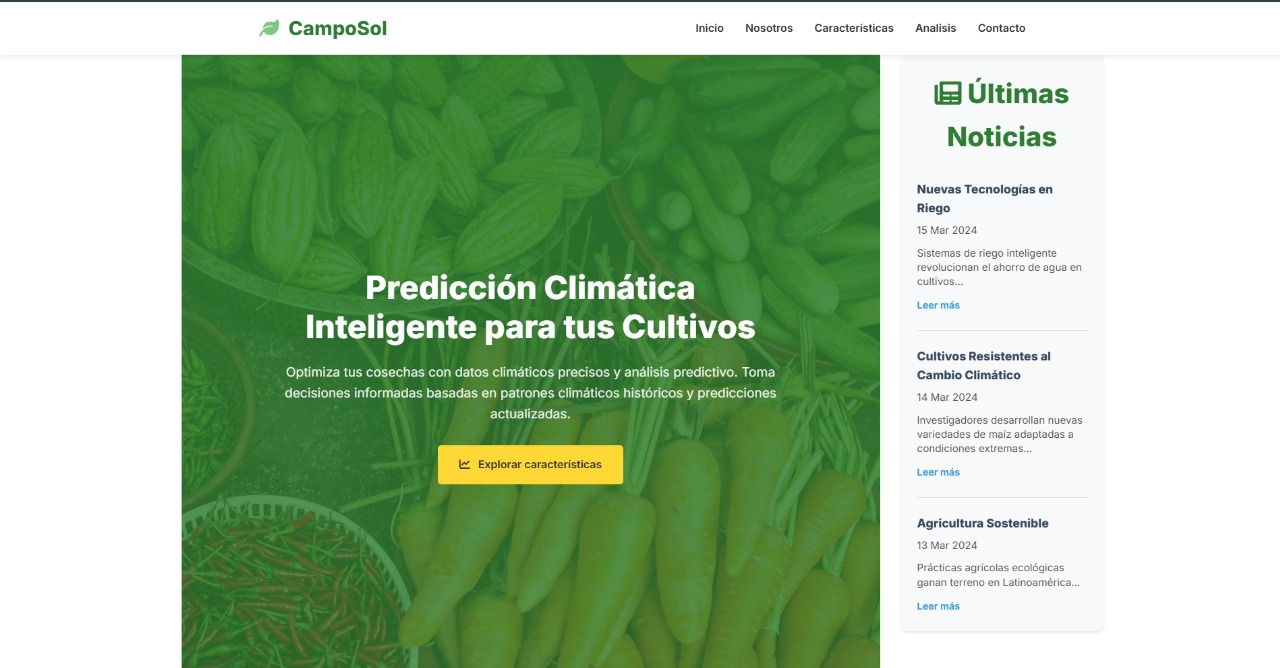 CampoSol
Inicio Nosotros Características Analisis Contacto
Predicción Climática
Inteligente para tus Cultivos
Optimiza tus cosechas con datos climáticos precisos y análisis predictivo. Toma
decisiones informadas basadas en patrones climáticos históricos y predicciones
actualizadas.
Explorar características
Últimas
Noticias
Nuevas Tecnologías en
Riego
15 Mar 2024
Sistemas de riego inteligente
revolucionan el ahorro de agua en
cultivos...
Leer más
Cultivos Resistentes al
Cambio Climático
14 Mar 2024
Investigadores desarrollan nuevas
variedades de maíz adaptadas a
condiciones extremas...
Leer más
Agricultura Sostenible
13 Mar 2024
Prácticas agrícolas ecológicas
ganan terreno en Latinoamérica...
Leer más